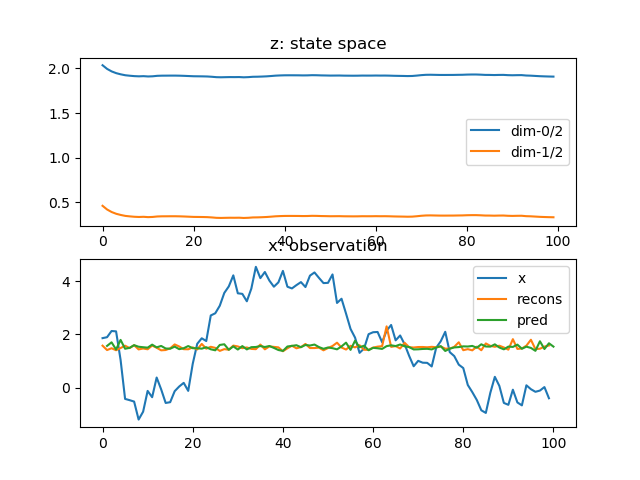 z: state space
2.0
1.5
1.0
0.5
dim-0/2
dim-1/2
0 20 40 60 80 100
x: observation
4
2
0
x
recons
pred
0 20 40 60 80 100